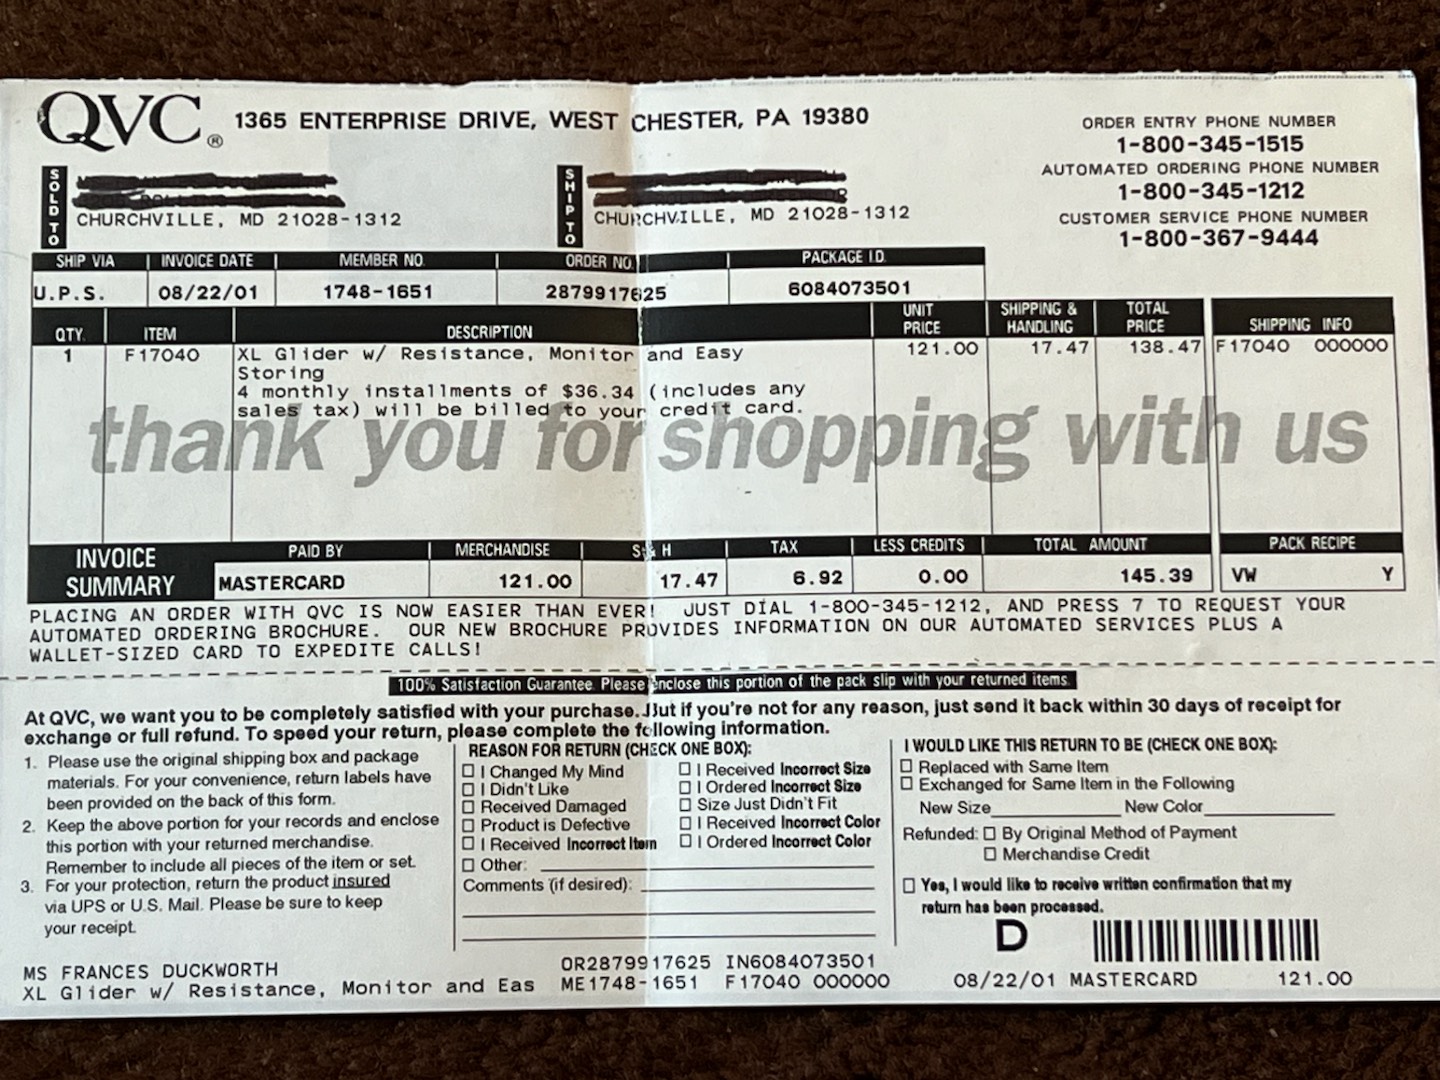 QVC® 1365 ENTERPRISE DRIVE, WEST CHESTER, PA 19380
ORDER ENTRY PHONE NUMBER
1-800-345-1515
AUTOMATED ORDERING PHONE NUMBER
1-800-345-1212
CUSTOMER SERVICE PHONE NUMBER
1-800-367-9444
SOLD TO
CHURCHVILLE, MD 21028-1312
SHIP TO
CHURCHVILLE, MD 21028-1312
SHIP VIA INVOICE DATE MEMBER NO. ORDER NO. PACKAGE I.D.
U.P.S. 08/22/01 1748-1651 2879917625 6084073501
QTY. ITEM DESCRIPTION UNIT PRICE SHIPPING & HANDLING TOTAL PRICE SHIPPING INFO
1 F17040 XL Glider w/ Resistance, Monitor and Easy 121.00 17.47 138.47 F17040 000000
Storing
4 monthly installments of $36.34 (includes any
sales tax) will be billed to your credit card.
thank you for shopping with us
INVOICE SUMMARY
PAID BY MERCHANDISE S & H TAX LESS CREDITS TOTAL AMOUNT PACK RECIPE
MASTERCARD 121.00 17.47 6.92 0.00 145.39 VW Y
PLACING AN ORDER WITH QVC IS NOW EASIER THAN EVER! JUST DIAL 1-800-345-1212, AND PRESS 7 TO REQUEST YOUR
AUTOMATED ORDERING BROCHURE. OUR NEW BROCHURE PROVIDES INFORMATION ON OUR AUTOMATED SERVICES PLUS A
WALLET-SIZED CARD TO EXPEDITE CALLS!
100% Satisfaction Guarantee. Please enclose this portion of the pack slip with your returned items.
At QVC, we want you to be completely satisfied with your purchase. But if you're not for any reason, just send it back within 30 days of receipt for
exchange or full refund. To speed your return, please complete the following information.
1. Please use the original shipping box and package
materials. For your convenience, return labels have
been provided on the back of this form.
2. Keep the above portion for your records and enclose
this portion with your returned merchandise.
Remember to include all pieces of the item or set.
3. For your protection, return the product insured
via UPS or U.S. Mail. Please be sure to keep
your receipt.
REASON FOR RETURN (CHECK ONE BOX):
I Changed My Mind
I Didn't Like
Received Damaged
Product is Defective
I Received Incorrect Item
Other:
Comments (if desired):
I Received Incorrect Size
I Ordered Incorrect Size
Size Just Didn't Fit
I Received Incorrect Color
I Ordered Incorrect Color
I WOULD LIKE THIS RETURN TO BE (CHECK ONE BOX):
Replaced with Same Item
Exchanged for Same Item in the Following
New Size New Color
Refunded: By Original Method of Payment
Merchandise Credit
Yes, I would like to receive written confirmation that my
return has been processed.
D
MS FRANCES DUCKWORTH OR2879917625 IN6084073501
XL Glider w/ Resistance, Monitor and Eas ME1748-1651 F17040 000000 08/22/01 MASTERCARD 121.00